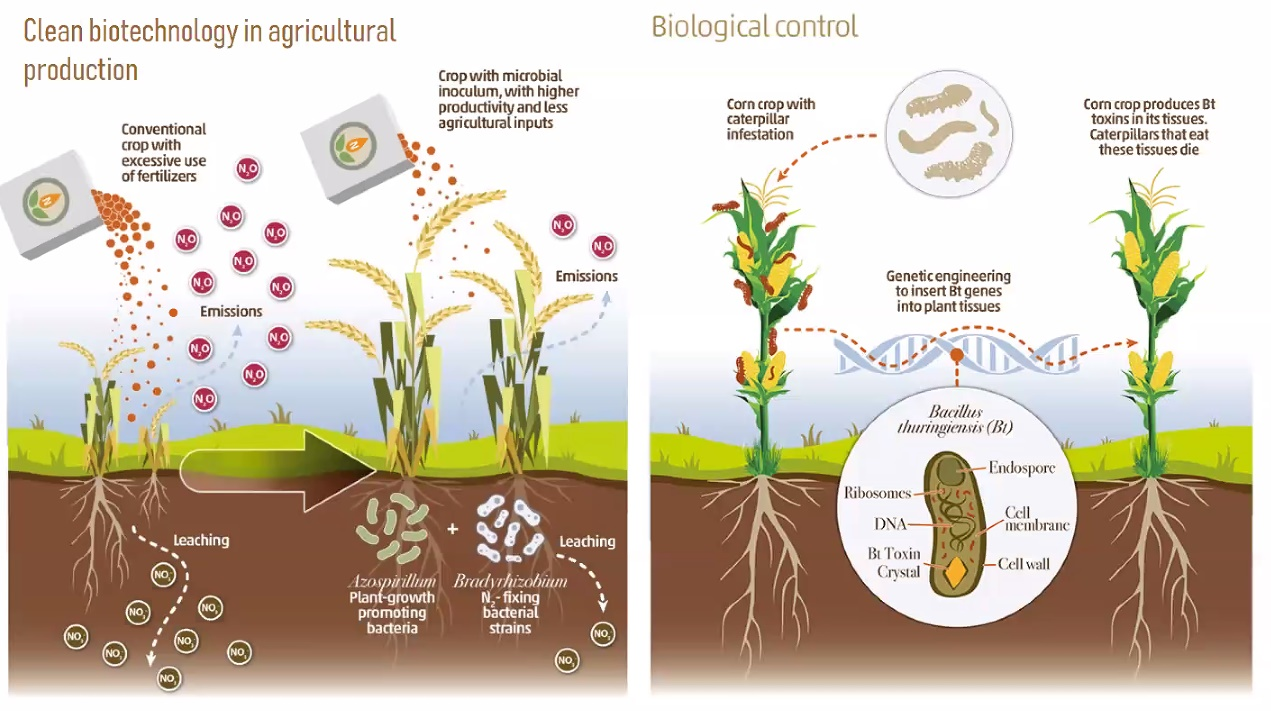 Clean biotechnology in agricultural
production
Conventional
crop with
excessive use
of fertilizers
Crop with microbial
inoculum, with higher
productivity and less
agricultural inputs
N
N
N₂O
N₂O
N₂O
N₂O
N₂O
N₂O
N₂O
N₂O
N₂O
N₂O
N₂O
Emissions
N₂O
N₂O
Emissions
Leaching
NO₃
NO₃
NO₃
NO₃
NO₃
NO₃
NO₃
NO₃
+
Azospirillum
Plant-growth
promoting
bacteria
Bradyrhizobium
N₂- fixing
bacterial
strains
Leaching
NO₃
NO₃
Biological control
Corn crop with
caterpillar
infestation
Corn crop produces Bt
toxins in its tissues.
Caterpillars that eat
these tissues die
Genetic engineering
to insert Bt genes
into plant tissues
Bacillus
thuringiensis (Bt)
Endospore
Ribosomes
DNA
Cell
membrane
Bt Toxin
Crystal
Cell wall